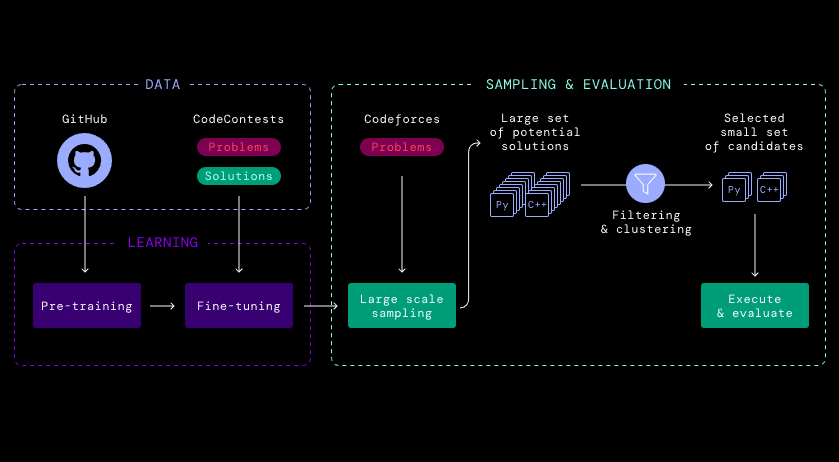 DATA
GitHub
CodeContests
Problems
Solutions
LEARNING
Pre-training
Fine-tuning
SAMPLING & EVALUATION
Codeforces
Problems
Large scale
sampling
Large set
of potential
solutions
Py
C++
Filtering
& clustering
Selected
small set
of candidates
Py
C++
Execute
& evaluate